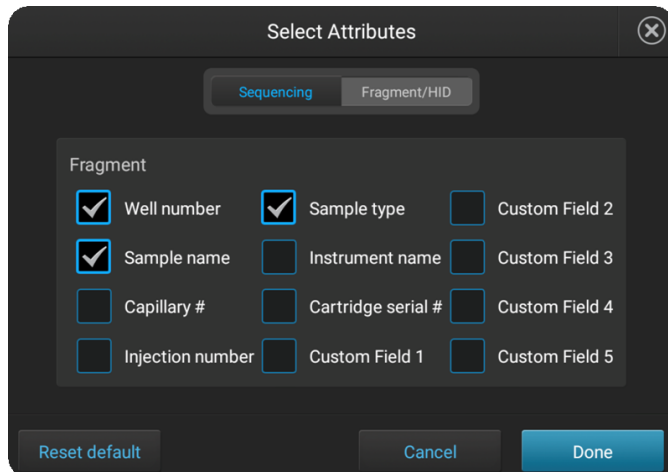 Select Attributes
Sequencing Fragment/HID
Fragment
Well number Sample type Custom Field 2
Sample name Instrument name Custom Field 3
Capillary # Cartridge serial # Custom Field 4
Injection number Custom Field 1 Custom Field 5
Reset default Cancel Done